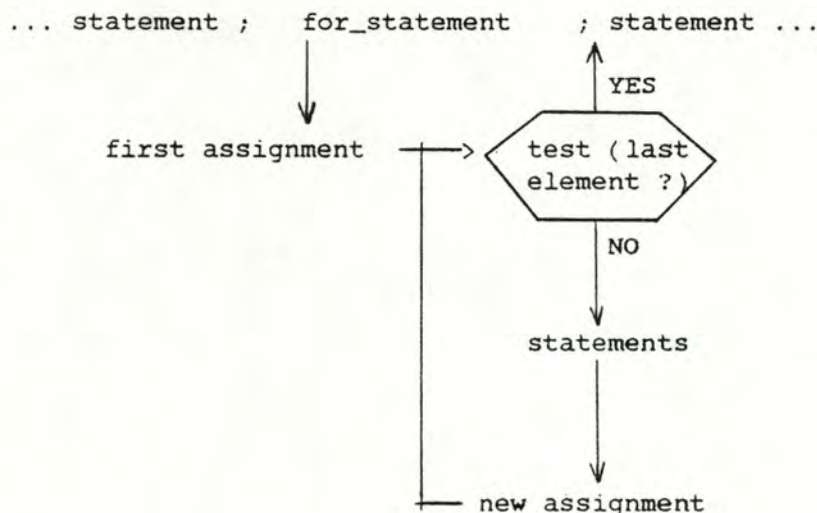 ... statement ; for_statement ; statement ...
YES
first assignment
test ( last
element ?)
NO
statements
new assignment